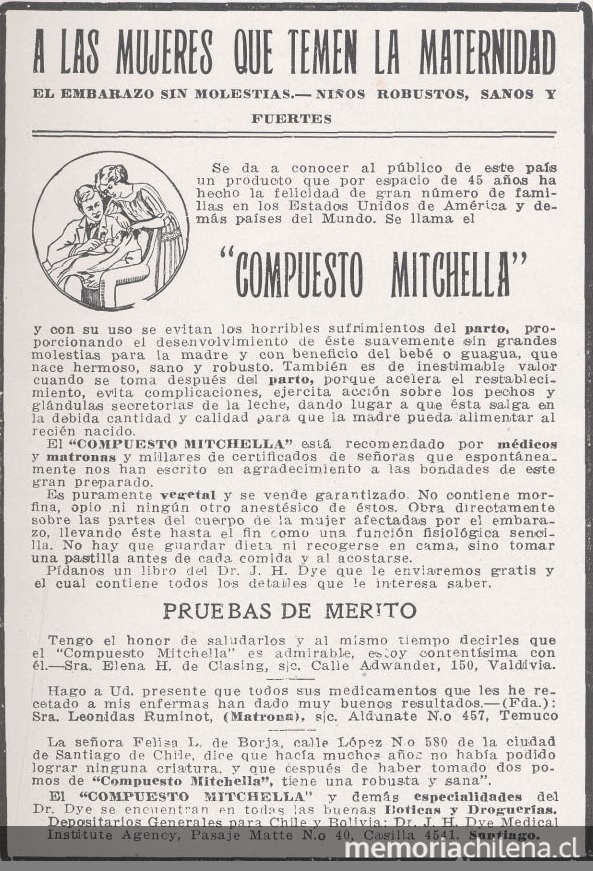 A LAS MUJERES QUE TEMEN LA MATERNIDAD
EL EMBARAZO SIN MOLESTIAS.— NIÑOS ROBUSTOS, SANOS Y
FUERTES
Se da a conocer al público de este país
un producto que por espacio de 45 años ha
hecho la felicidad de gran número de fami-
lias en los Estados Unidos de América y de-
más países del Mundo. Se llama el
"COMPUESTO MITCHELLA"
y con su uso se evitan los horribles sufrimientos del parto, pro-
porcionando el desenvolvimiento de éste suavemente sin grandes
molestias para la madre y con beneficio del bebé o guagua, que
nace hermoso, sano y robusto. También es de inestimable valor
cuando se toma después del parto, porque acelera el restableci-
miento, evita complicaciones, ejercita acción sobre los pechos y
glándulas secretorias de la leche, dando lugar a que ésta salga en
la debida cantidad y calidad para que la madre pueda alimentar al
recién nacido.
El "COMPUESTO MITCHELLA" está recomendado por médicos
y matronas y millares de certificados de señoras que espontánea-
mente nos han escrito en agradecimiento a las bondades de este
gran preparado.
Es puramente vegetal y se vende garantizado. No contiene mor-
fina, opio ni ningún otro anestésico de éstos. Obra directamente
sobre las partes del cuerpo de la mujer afectadas por el embara-
zo, llevando éste hasta el fin como una función fisiológica senci-
lla. No hay que guardar dieta ni recogerse en cama, sino tomar
una pastilla antes de cada comida y al acostarse.
Pídanos un libro del Dr. J. H. Dye que le enviaremos gratis y
el cual contiene todos los detalles que le interesa saber.
PRUEBAS DE MERITO
Tengo el honor de saludarlos y al mismo tiempo decirles que
el "Compuesto Mitchella" es admirable, estoy contentísima con
él.—Sra. Elena H. de Clasing, s|c. Calle Adwander, 150, Valdivia.
Hago a Ud. presente que todos sus medicamentos que les he re-
cetado a mis enfermas han dado muy buenos resultados.—(Fda.):
Sra. Leonidas Ruminot, (Matrona), s|c. Aldunate N.o 457, Temuco
La señora Felisa L. de Borja, calle López N.o 580 de la ciudad
de Santiago de Chile, dice que hacía muchos años no había podido
lograr ninguna criatura, y que después de haber tomado dos po-
mos de "Compuesto Mitchella", tiene una robusta y sana".
El "COMPUESTO MITCHELLA" y demás especialidades del
Dr. Dye se encuentran en todas las buenas Boticas y Droguerías.
Depositarios Generales para Chile y Bolivia: Dr. J. H. Dye Medical
Institute Agency, Pasaje Matte N.o 40, Casilla 4541. Santiago.
memoriachilena.cl